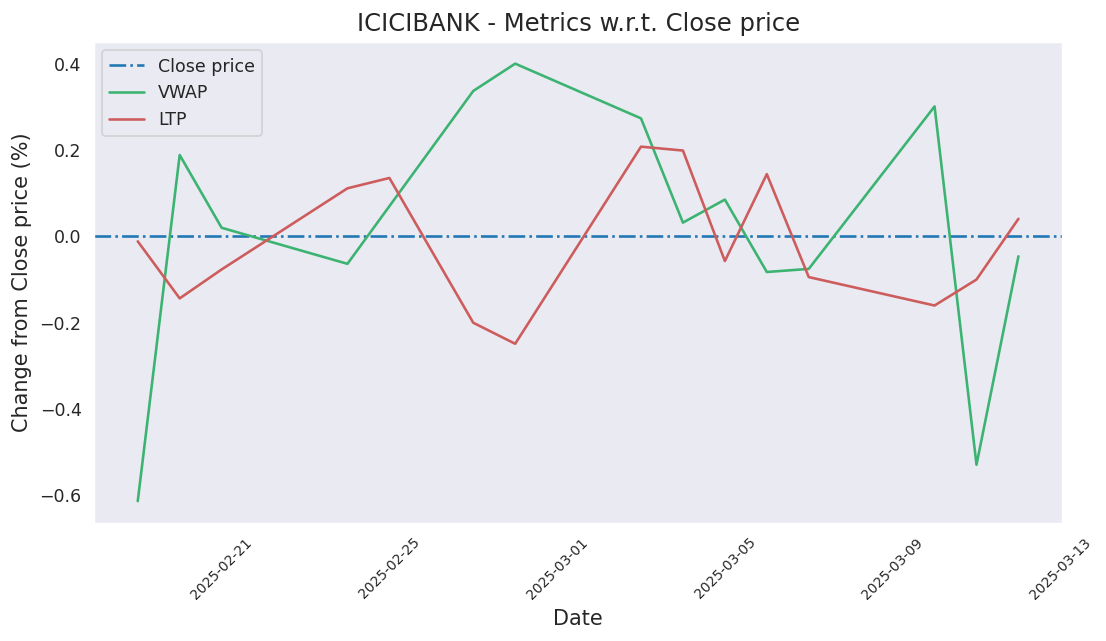 ICICIBANK - Metrics w.r.t. Close price
Close price
VWAP
LTP
Change from Close price (%)
0.4
0.2
0.0
−0.2
−0.4
−0.6
2025-02-21
2025-02-25
2025-03-01
2025-03-05
2025-03-09
2025-03-13
Date